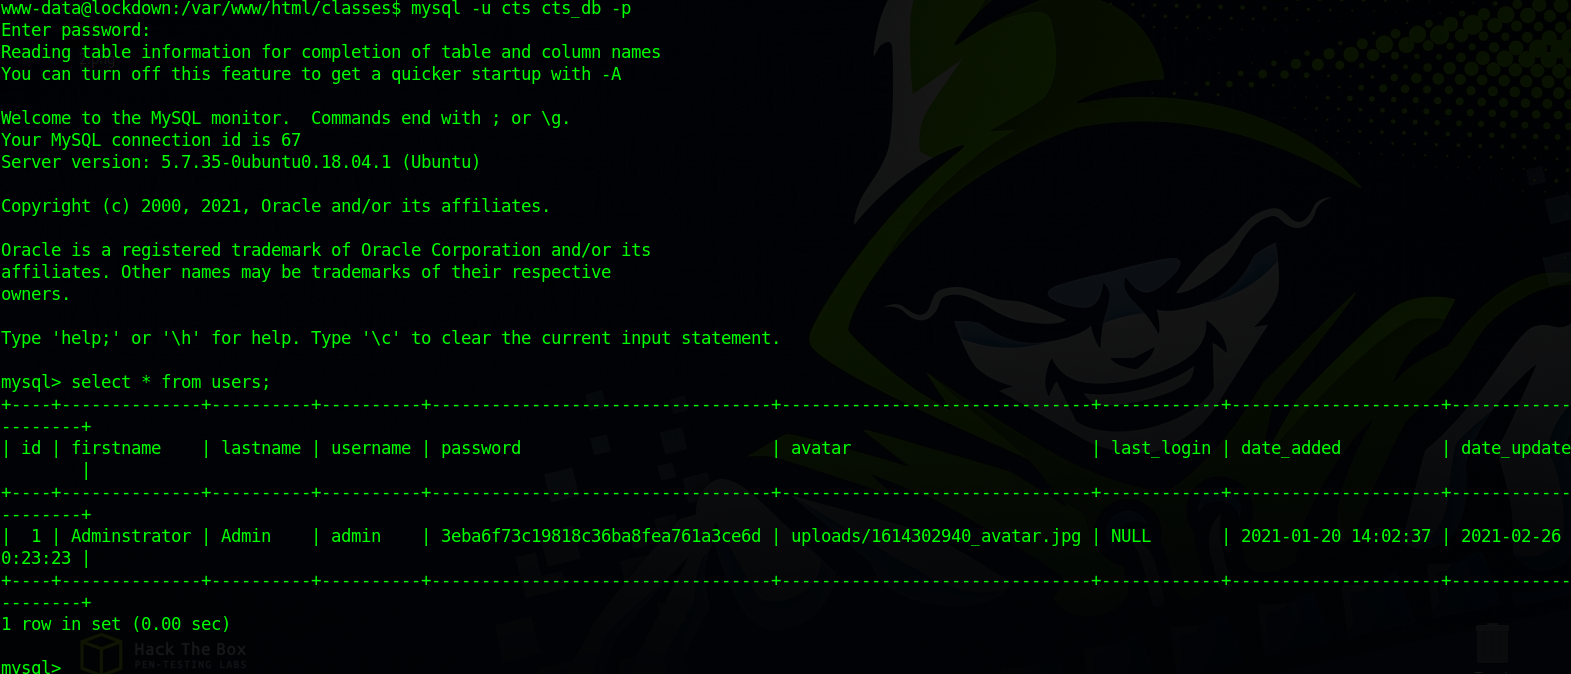 www-data@lockdown:/var/www/html/classes$ mysql -u cts cts_db -p
Enter password:
Reading table information for completion of table and column names
You can turn off this feature to get a quicker startup with -A
Welcome to the MySQL monitor.  Commands end with ; or \g.
Your MySQL connection id is 67
Server version: 5.7.35-0ubuntu0.18.04.1 (Ubuntu)
Copyright (c) 2000, 2021, Oracle and/or its affiliates.
Oracle is a registered trademark of Oracle Corporation and/or its
affiliates. Other names may be trademarks of their respective
owners.
Type 'help;' or '\h' for help. Type '\c' to clear the current input statement.
mysql> select * from users;
+----+--------------+----------+----------+----------------------------------+-------------------------------+------------+---------------------+-----------
--------+
| id | firstname    | lastname | username | password                         | avatar                        | last_login | date_added          | date_update
        |
+----+--------------+----------+----------+----------------------------------+-------------------------------+------------+---------------------+-----------
--------+
|  1 | Adminstrator | Admin    | admin    | 3eba6f73c19818c36ba8fea761a3ce6d | uploads/1614302940_avatar.jpg | NULL       | 2021-01-20 14:02:37 | 2021-02-26
0:23:23 |
+----+--------------+----------+----------+----------------------------------+-------------------------------+------------+---------------------+-----------
--------+
1 row in set (0.00 sec)
Hack The Box
PEN-TESTING LABS
mysql>